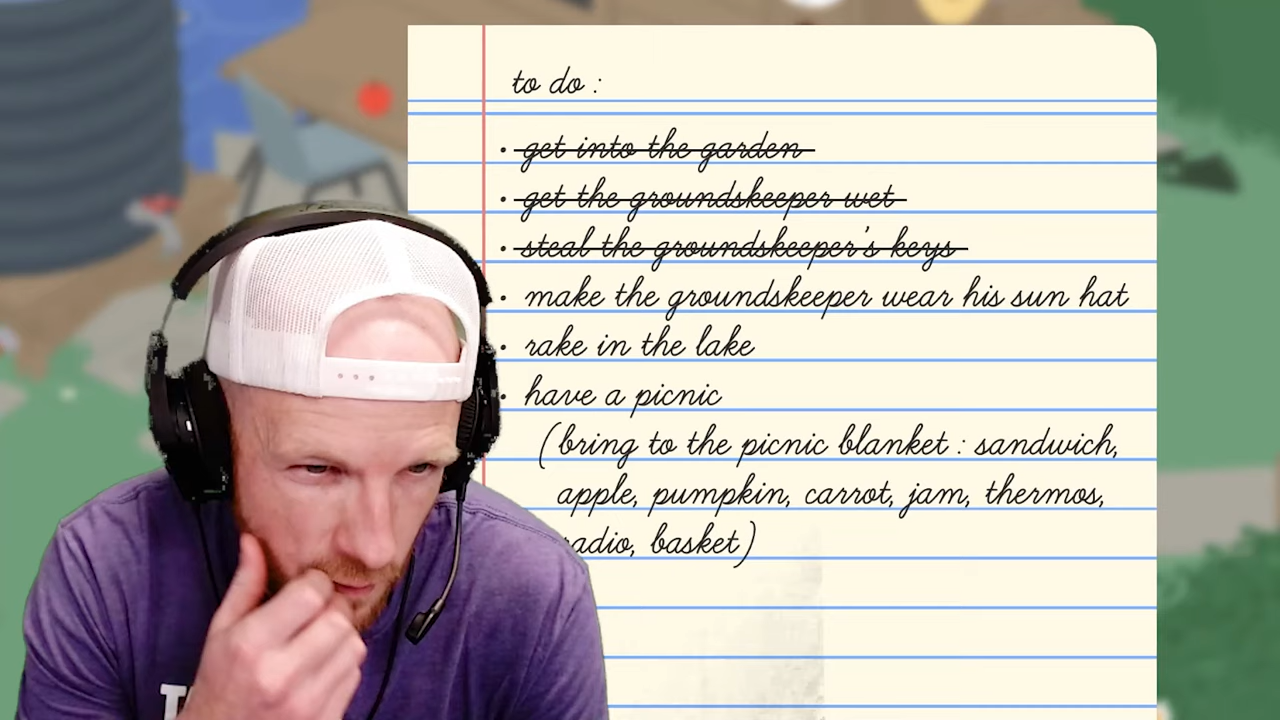 to do :
• get into the garden
• get the groundskeeper wet
• steal the groundskeeper's keys
• make the groundskeeper wear his sun hat
• rake in the lake
• have a picnic
(bring to the picnic blanket : sandwich,
apple, pumpkin, carrot, jam, thermos,
radio, basket)